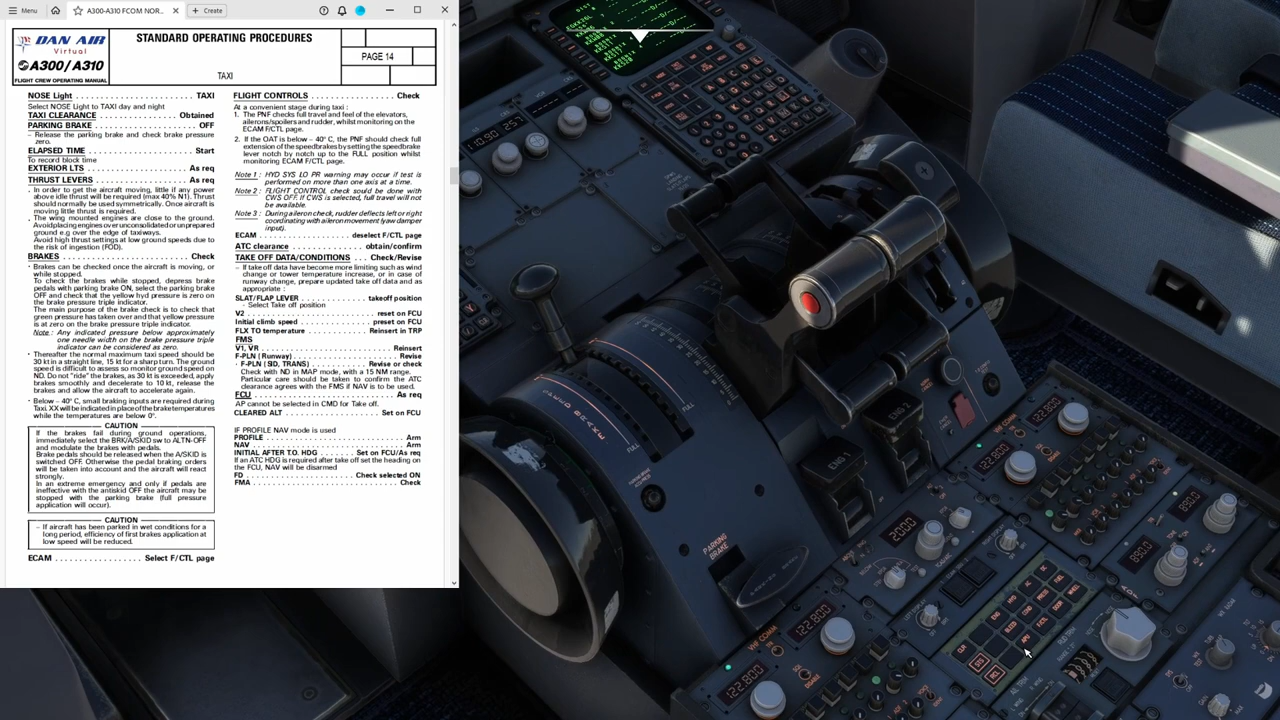 Menu
A300-A310 FCOM NOR...
Create
DAN AIR
Virtual
A300/A310
FLIGHT CREW OPERATING MANUAL
STANDARD OPERATING PROCEDURES
TAXI
PAGE 14
NOSE Light . . . . . . . . . . . . . . . . . . . . . . . TAXI
Select NOSE Light to TAXI day and night
TAXI CLEARANCE . . . . . . . . . . . . . . . Obtained
PARKING BRAKE . . . . . . . . . . . . . . . . . . . . OFF
– Release the parking brake and check brake pressure
zero.
ELAPSED TIME . . . . . . . . . . . . . . . . . . . . Start
To record block time
EXTERIOR LTS . . . . . . . . . . . . . . . . . . . As req
THRUST LEVERS . . . . . . . . . . . . . . . . . As req
. In order to get the aircraft moving, little if any power
above idle thrust will be required (max 40% N1). Thrust
should normally be used symmetrically. Once aircraft is
moving little thrust is required.
. The wing mounted engines are close to the ground.
Avoid placing engines over unconsolidated or unprepared
ground e.g over the edge of taxiways.
Avoid high thrust settings at low ground speeds due to
the risk of ingestion (FOD).
BRAKES . . . . . . . . . . . . . . . . . . . . . . . . . Check
• Brakes can be checked once the aircraft is moving, or
while stopped.
To check the brakes while stopped, depress brake
pedals with parking brake ON, select the parking brake
OFF and check that the yellow hyd pressure is zero on
the brake pressure triple indicator.
The main purpose of the brake check is to check that
green pressure has taken over and that yellow pressure
is at zero on the brake pressure triple indicator.
Note : Any indicated pressure below approximately
one needle width on the brake pressure triple
indicator can be considered as zero.
• Thereafter the normal maximum taxi speed should be
30 kt in a straight line, 15 kt for a sharp turn. The ground
speed is difficult to assess so monitor ground speed on
ND. Do not "ride" the brakes, as 30 kt is exceeded, apply
brakes smoothly and decelerate to 10 kt, release the
brakes and allow the aircraft to accelerate again.
• Below – 40° C, small braking inputs are required during
Taxi. XX will be indicated in place of the brake temperatures
while the temperatures are below 0°.
CAUTION
If the brakes fail during ground operations,
immediately select the BRK/A/SKID sw to ALTN-OFF
and modulate the brakes with pedals.
Brake pedals should be released when the A/SKID is
switched OFF. Otherwise the pedal braking orders
will be taken into account and the aircraft will react
strongly.
In an extreme emergency and only if pedals are
ineffective with the antiskid OFF the aircraft may be
stopped with the parking brake (full pressure
application will occur).
CAUTION
– If aircraft has been parked in wet conditions for a
long period, efficiency of first brakes application at
low speed will be reduced.
ECAM . . . . . . . . . . . . . . . . . Select F/CTL page
FLIGHT CONTROLS . . . . . . . . . . . . . . . Check
At a convenient stage during taxi :
1. The PNF checks full travel and feel of the elevators,
ailerons/spoilers and rudder, whilst monitoring on the
ECAM F/CTL page.
2. If the OAT is below – 40° C, the PNF should check full
extension of the speedbrakes by setting the speedbrake
lever notch by notch up to the FULL position whilst
monitoring ECAM F/CTL page.
Note 1 : HYD SYS LO PR warning may occur if test is
performed on more than one axis at a time.
Note 2 : FLIGHT CONTROL check sould be done with
CWS OFF. If CWS is selected, full travel will not
be available.
Note 3 : During aileron check, rudder deflects left or right
coordinating with aileron movement (yaw damper
input).
ECAM . . . . . . . . . . . . . . . . . . deselect F/CTL page
ATC clearance . . . . . . . . . . . . . . . obtain/confirm
TAKE OFF DATA/CONDITIONS . . . Check/Revise
– If take off data have become more limiting such as wind
change or tower temperature increase, or in case of
runway change, prepare updated take off data and as
appropriate :
SLAT/FLAP LEVER . . . . . . . . . . . . . takeoff position
- Select Take off position
V2 . . . . . . . . . . . . . . . . . . . . . . . . reset on FCU
Initial climb speed . . . . . . . . . . . . . . preset on FCU
FLX TO temperature . . . . . . . . . . . . Reinsert in TRP
FMS
V1, VR . . . . . . . . . . . . . . . . . . . . . . . Reinsert
F-PLN (Runway) . . . . . . . . . . . . . . . . . . Revise
- F-PLN (SID, TRANS) . . . . . . . . . . . Revise or check
Check with ND in MAP mode, with a 15 NM range.
Particular care should be taken to confirm the ATC
clearance agrees with the FMS if NAV is to be used.
FCU . . . . . . . . . . . . . . . . . . . . . . . . . As req
AP cannot be selected in CMD for Take off.
CLEARED ALT . . . . . . . . . . . . . . . . . Set on FCU
IF PROFILE NAV mode is used
PROFILE . . . . . . . . . . . . . . . . . . . . . . . . Arm
NAV . . . . . . . . . . . . . . . . . . . . . . . . . . . Arm
INITIAL AFTER T.O. HDG . . . . . . Set on FCU/As req
If an ATC HDG is required after take off set the heading on
the FCU, NAV will be disarmed
FD . . . . . . . . . . . . . . . . . . . . . Check selected ON
FMA . . . . . . . . . . . . . . . . . . . . . . . . . . Check
SPEED BRAKE
FULL
FULL
ENG 1
ENG 2
PARKING
BRAKE
2000
122.800
122.800
890.0
890.0
VHF COMM
122.800
122.800
ADF
ENG
HYD
AC
DC
BLEED
COND
PRESS
FUEL
APU
F/CTL
DOOR
WHEEL
CLR
STS
RCL